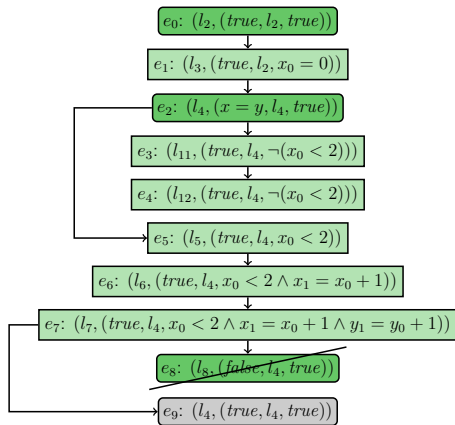 e₀: (l₂, (true, l₂, true))
e₁: (l₃, (true, l₂, x₀ = 0))
e₂: (l₄, (x = y, l₄, true))
e₃: (l₁₁, (true, l₄, ¬(x₀ < 2)))
e₄: (l₁₂, (true, l₄, ¬(x₀ < 2)))
e₅: (l₅, (true, l₄, x₀ < 2))
e₆: (l₆, (true, l₄, x₀ < 2 ∧ x₁ = x₀ + 1))
e₇: (l₇, (true, l₄, x₀ < 2 ∧ x₁ = x₀ + 1 ∧ y₁ = y₀ + 1))
e₈: (l₈, (false, l₄, true))
e₉: (l₄, (true, l₄, true))